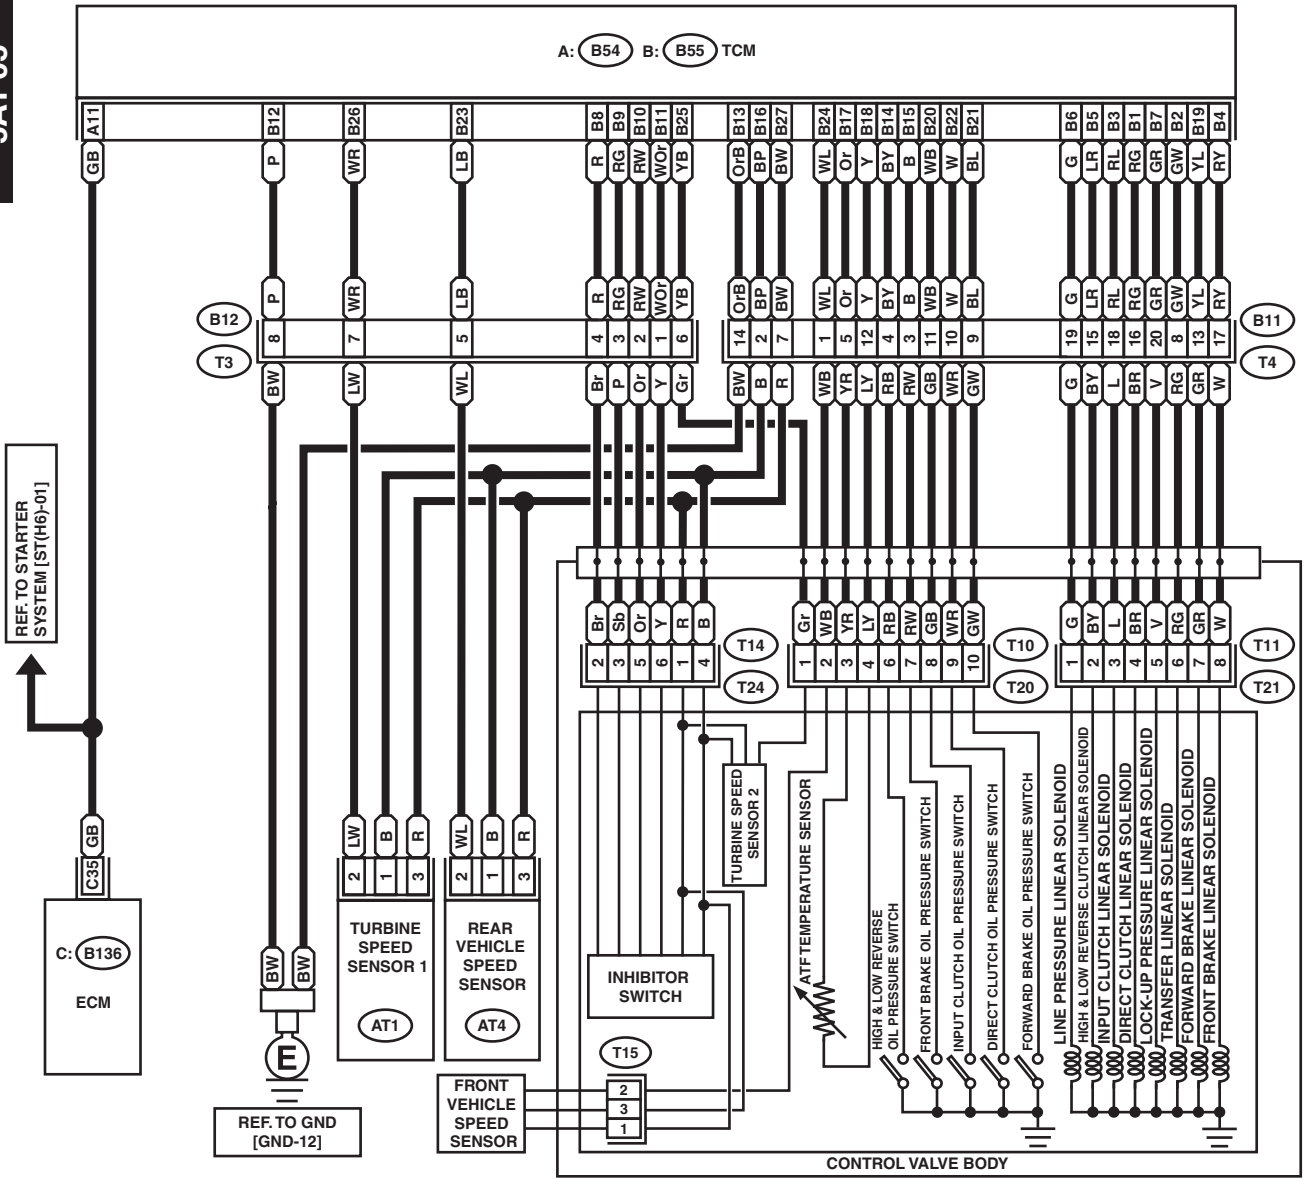 A: B54 B: B55 TCM
A11 B12 B26 B23 B8 B9 B10 B11 B25 B13 B16 B27 B24 B17 B18 B14 B15 B20 B22 B21 B6 B5 B3 B1 B7 B2 B19 B4
GB P WR LB R RG RW WOr YB OrB BP BW WL Or Y BY B WB W BL G LR RL RG GR GW YL RY
P WR LB R RG RW WOr YB OrB BP BW WL Or Y BY B WB W BL G LR RL RG GR GW YL RY
B12 8 7 5 4 3 2 1 6 14 2 7 1 5 12 4 3 11 10 9 19 15 18 16 20 8 13 17 B11
T3 T4
BW LW WL Br P Or Y Gr BW B R WB YR LY RB RW GB WR GW G BY L BR V RG GR W
REF. TO STARTER
SYSTEM [ST(H6)-01]
Br Sb Or Y R B Gr WB YR LY RB RW GB WR GW G BY L BR V RG GR W
T14 T10 T11
2 3 5 6 1 4 1 2 3 4 6 7 8 9 10 1 2 3 4 5 6 7 8
T24 T20 T21
GB LW B R WL B R
C35 2 1 3 2 1 3
C: B136
ECM
BW BW
E
REF. TO GND
[GND-12]
TURBINE
SPEED
SENSOR 1
AT1
REAR
VEHICLE
SPEED
SENSOR
AT4
TURBINE SPEED
SENSOR 2
INHIBITOR
SWITCH
T15
2
3
1
FRONT
VEHICLE
SPEED
SENSOR
ATF TEMPERATURE SENSOR
HIGH & LOW REVERSE
OIL PRESSURE SWITCH
FRONT BRAKE OIL PRESSURE SWITCH
INPUT CLUTCH OIL PRESSURE SWITCH
DIRECT CLUTCH OIL PRESSURE SWITCH
FORWARD BRAKE OIL PRESSURE SWITCH
LINE PRESSURE LINEAR SOLENOID
HIGH & LOW REVERSE CLUTCH LINEAR SOLENOID
INPUT CLUTCH LINEAR SOLENOID
DIRECT CLUTCH LINEAR SOLENOID
LOCK-UP PRESSURE LINEAR SOLENOID
TRANSFER LINEAR SOLENOID
FORWARD BRAKE LINEAR SOLENOID
FRONT BRAKE LINEAR SOLENOID
CONTROL VALVE BODY